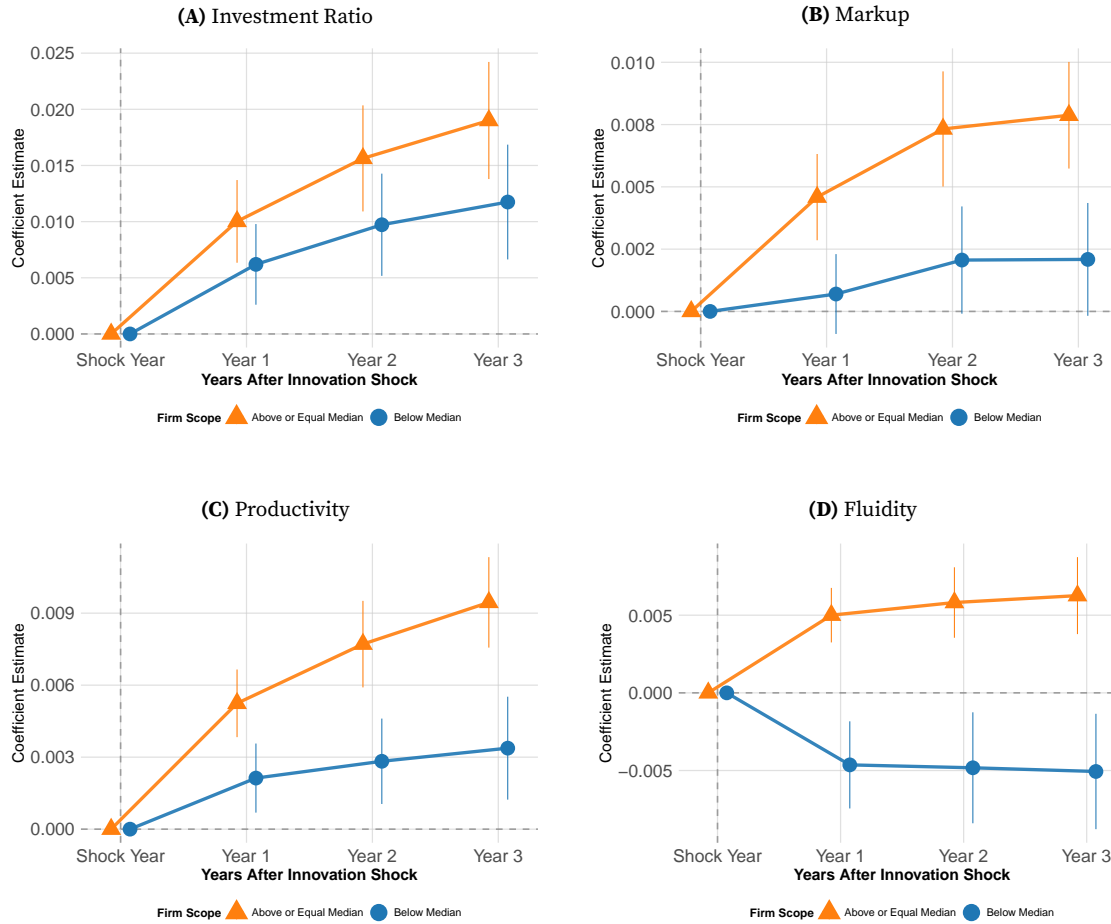 (A) Investment Ratio
0.025
0.020
0.015
0.010
0.005
0.000
Coefficient Estimate
Shock Year Year 1 Year 2 Year 3
Years After Innovation Shock
Firm Scope Above or Equal Median Below Median
(B) Markup
0.010
0.008
0.005
0.002
0.000
Coefficient Estimate
Shock Year Year 1 Year 2 Year 3
Years After Innovation Shock
Firm Scope Above or Equal Median Below Median
(C) Productivity
0.009
0.006
0.003
0.000
Coefficient Estimate
Shock Year Year 1 Year 2 Year 3
Years After Innovation Shock
Firm Scope Above or Equal Median Below Median
(D) Fluidity
0.005
0.000
−0.005
Coefficient Estimate
Shock Year Year 1 Year 2 Year 3
Years After Innovation Shock
Firm Scope Above or Equal Median Below Median